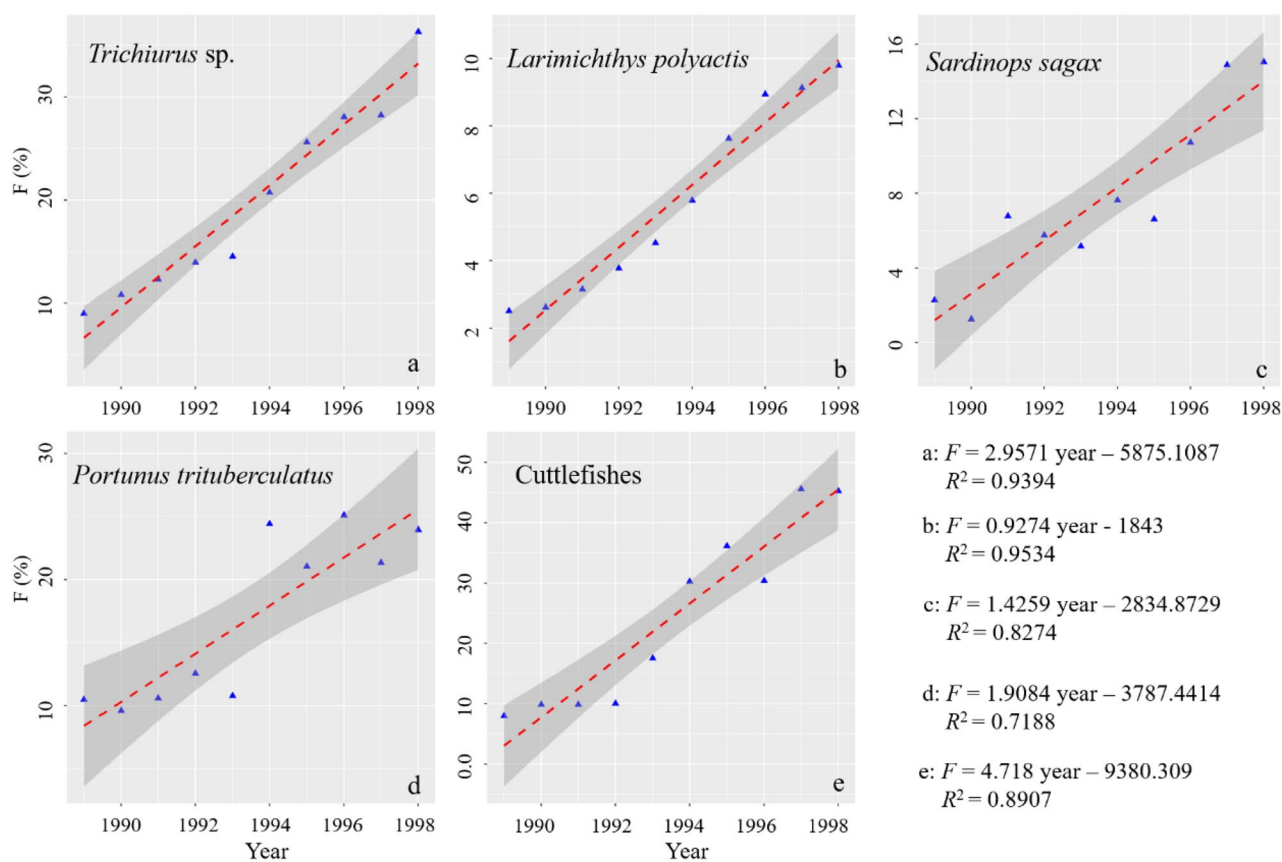 Trichiurus sp.
F (%)
30
20
10
a
1990 1992 1994 1996 1998
Larimichthys polyactis
10
8
6
4
2
b
1990 1992 1994 1996 1998
Sardinops sagax
16
12
8
4
0
c
1990 1992 1994 1996 1998
Portunus trituberculatus
F (%)
30
20
10
d
1990 1992 1994 1996 1998
Year
Cuttlefishes
50
40
30
20
10
0.0
e
1990 1992 1994 1996 1998
Year
a: F = 2.9571 year – 5875.1087
R² = 0.9394
b: F = 0.9274 year - 1843
R² = 0.9534
c: F = 1.4259 year – 2834.8729
R² = 0.8274
d: F = 1.9084 year – 3787.4414
R² = 0.7188
e: F = 4.718 year – 9380.309
R² = 0.8907